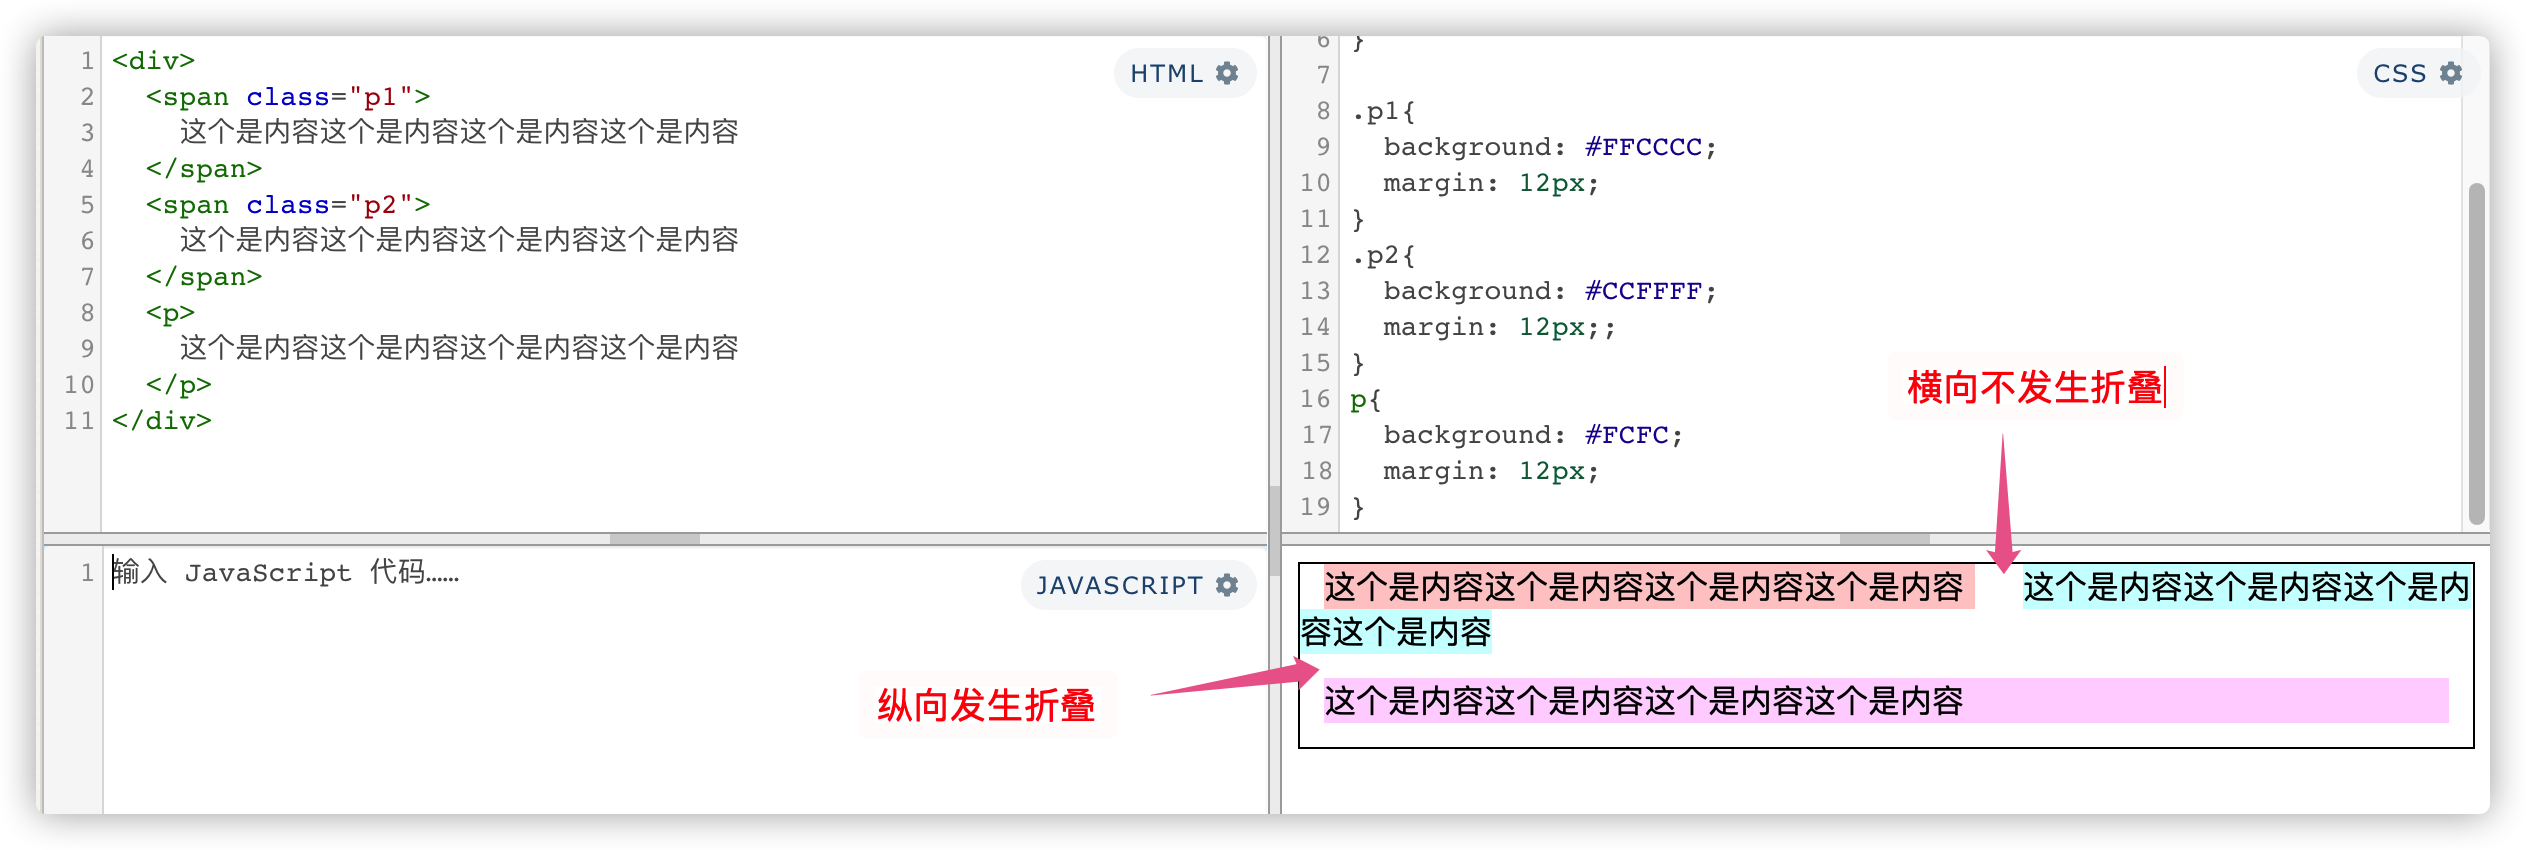 1 <div>
2 <span class="p1">
3 这个是内容这个是内容这个是内容这个是内容
4 </span>
5 <span class="p2">
6 这个是内容这个是内容这个是内容这个是内容
7 </span>
8 <p>
9 这个是内容这个是内容这个是内容这个是内容
10 </p>
11 </div>
HTML
6 }
7
8 .p1{
9 background: #FFCCCC;
10 margin: 12px;
11 }
12 .p2{
13 background: #CCFFFF;
14 margin: 12px;;
15 }
16 p{
17 background: #FCFC;
18 margin: 12px;
19 }
CSS
横向不发生折叠
1 输入 JavaScript 代码……
JAVASCRIPT
纵向发生折叠
这个是内容这个是内容这个是内容这个是内容 这个是内容这个是内容这个是内
容这个是内容
这个是内容这个是内容这个是内容这个是内容